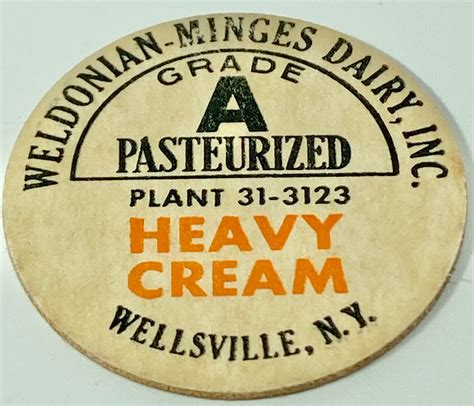 WELDONIAN-MINGES DAIRY, INC.
GRADE
A
PASTEURIZED
PLANT 31-3123
HEAVY
CREAM
WELLSVILLE, N.Y.